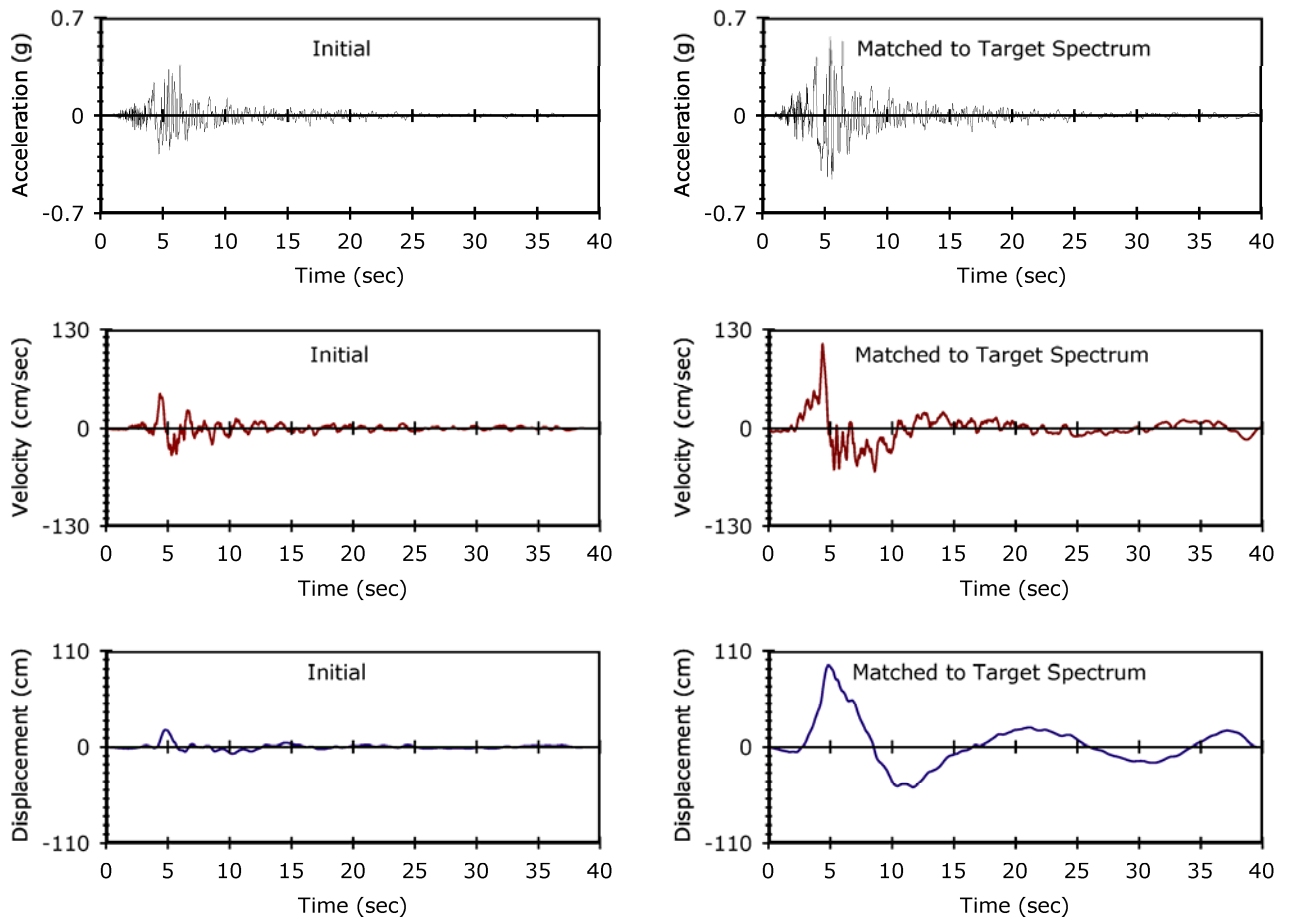 0.7
Initial
Acceleration (g)
0
-0.7
0 5 10 15 20 25 30 35 40
Time (sec)
0.7
Matched to Target Spectrum
Acceleration (g)
0
-0.7
0 5 10 15 20 25 30 35 40
Time (sec)
130
Initial
Velocity (cm/sec)
0
-130
0 5 10 15 20 25 30 35 40
Time (sec)
130
Matched to Target Spectrum
Velocity (cm/sec)
0
-130
0 5 10 15 20 25 30 35 40
Time (sec)
110
Initial
Displacement (cm)
0
-110
0 5 10 15 20 25 30 35 40
Time (sec)
110
Matched to Target Spectrum
Displacement (cm)
0
-110
0 5 10 15 20 25 30 35 40
Time (sec)